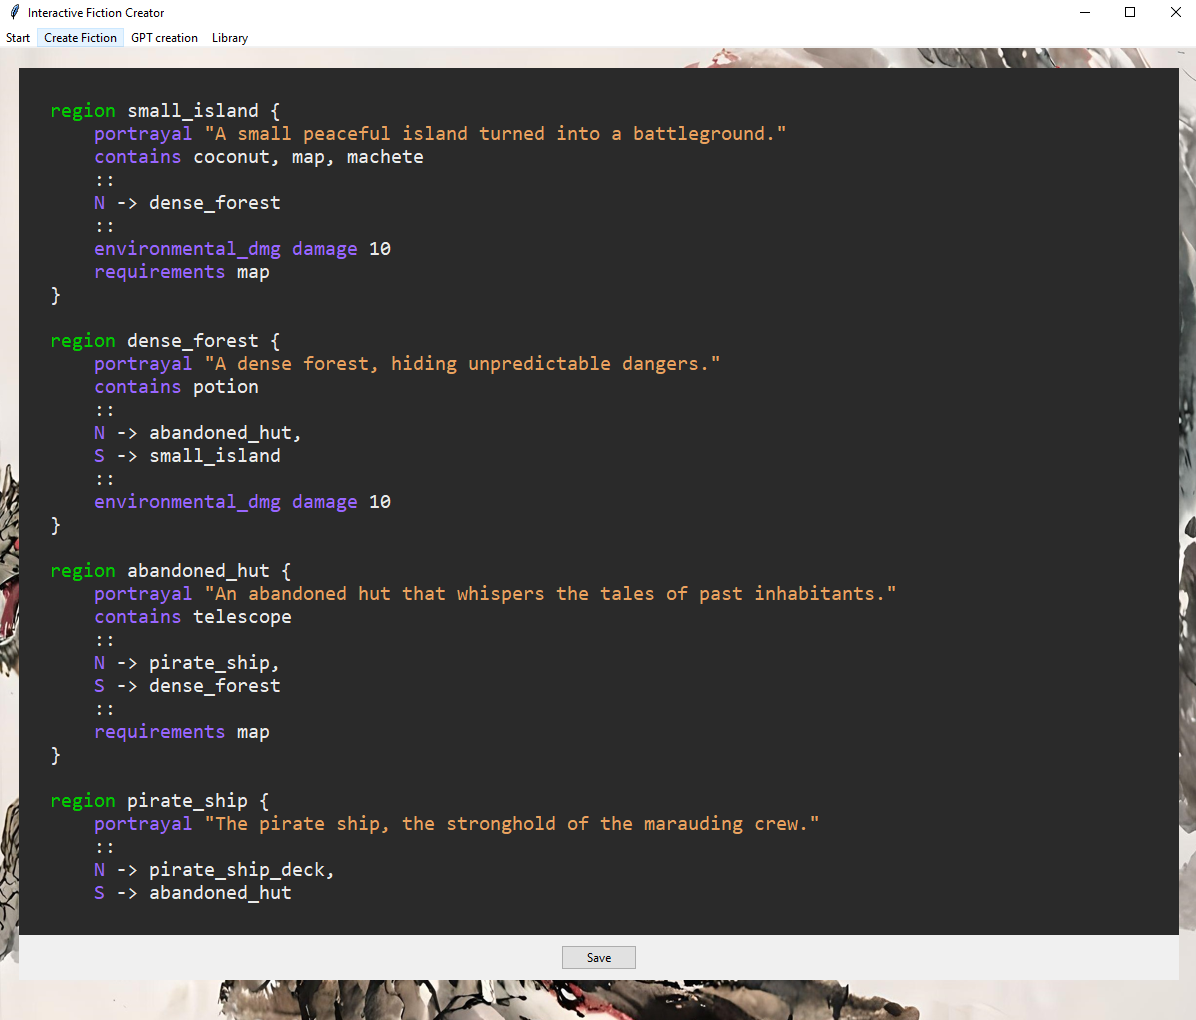 Interactive Fiction Creator
Start Create Fiction GPT creation Library
region small_island {
portrayal "A small peaceful island turned into a battleground."
contains coconut, map, machete
::
N -> dense_forest
::
environmental_dmg damage 10
requirements map
}
region dense_forest {
portrayal "A dense forest, hiding unpredictable dangers."
contains potion
::
N -> abandoned_hut,
S -> small_island
::
environmental_dmg damage 10
}
region abandoned_hut {
portrayal "An abandoned hut that whispers the tales of past inhabitants."
contains telescope
::
N -> pirate_ship,
S -> dense_forest
::
requirements map
}
region pirate_ship {
portrayal "The pirate ship, the stronghold of the marauding crew."
::
N -> pirate_ship_deck,
S -> abandoned_hut
Save